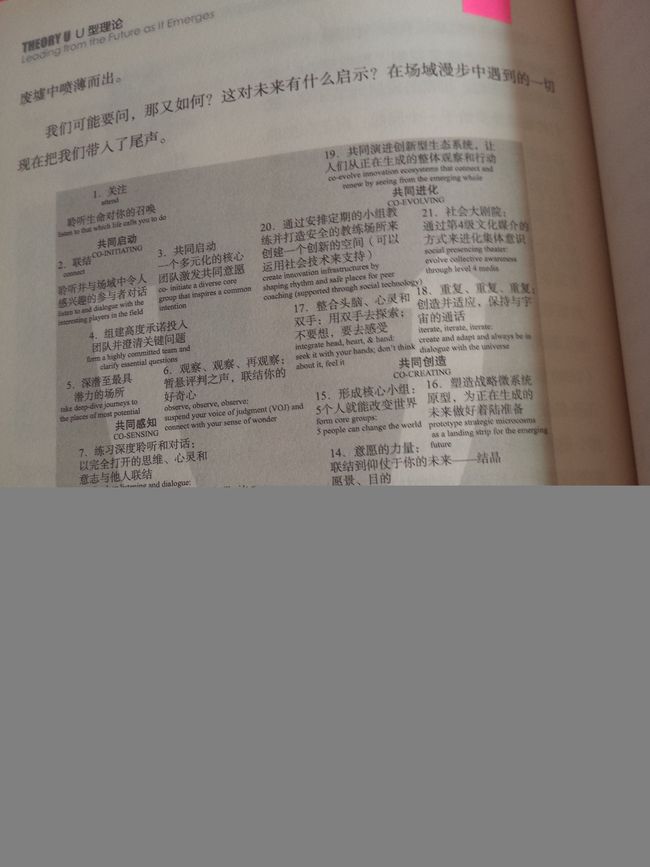 THEORY U U 型理论
Leading from the Future as It Emerges
废墟中喷薄而出。
我们可能要问，那又如何？这对未来有什么启示？在场域漫步中遇到的一切
现在把我们带入了尾声。
1. 关注
attend
聆听生命对你的召唤
listen to that which life calls you to do
共同启动
CO-INITIATING
2. 联结
connect
聆听并与场域中令人
感兴趣的参与者对话
listen to and dialogue with the
interesting players in the field
3. 共同启动
一个多元化的核心
团队激发共同意愿
co- initiate a diverse core
group that inspires a common
intention
4. 组建高度承诺投入
团队并澄清关键问题
form a highly committed team and
clarify essential questions
5. 深潜至最具
潜力的场所
take deep-dive journeys to
the places of most potential
6. 观察、观察、再观察：
暂悬评判之声，联结你的
好奇心
observe, observe, observe:
suspend your voice of judgment (VOJ) and
connect with your sense of wonder
共同感知
CO-SENSING
7. 练习深度聆听和对话：
以完全打开的思维、心灵和
意志与他人联结
listening and dialogue:
19. 共同演进创新型生态系统，让
人们从正在生成的整体观察和行动
co-evolve innovation ecosystems that connect and
renew by seeing from the emerging whole
共同进化
CO-EVOLVING
20. 通过安排定期的小组教
练并打造安全的教练场所来
创建一个创新的空间（可以
运用社会技术来支持）
create innovation infrastructures by
shaping rhythm and safe places for peer
coaching (supported through social technology)
21. 社会大剧院：
通过第4级文化媒介的
方式来进化集体意识
social presencing theater:
evolve collective awareness
through level 4 media
17. 整合头脑、心灵和
双手：用双手去探索；
不要想，要去感受
integrate head, heart, & hand:
seek it with your hands; don't think
about it, feel it
18. 重复、重复、重复：
创造并适应，保持与宇
宙的通话
iterate, iterate, iterate:
create and adapt and always be in
dialogue with the universe
共同创造
CO-CREATING
15. 形成核心小组：
5个人就能改变世界
form core groups:
5 people can change the world
16. 塑造战略微系统
原型，为正在生成的
未来做好着陆准备
prototype strategic microcosms
as a landing strip for the emerging
future
14. 意愿的力量：
联结到仰仗于你的未来——结晶
愿景、目的